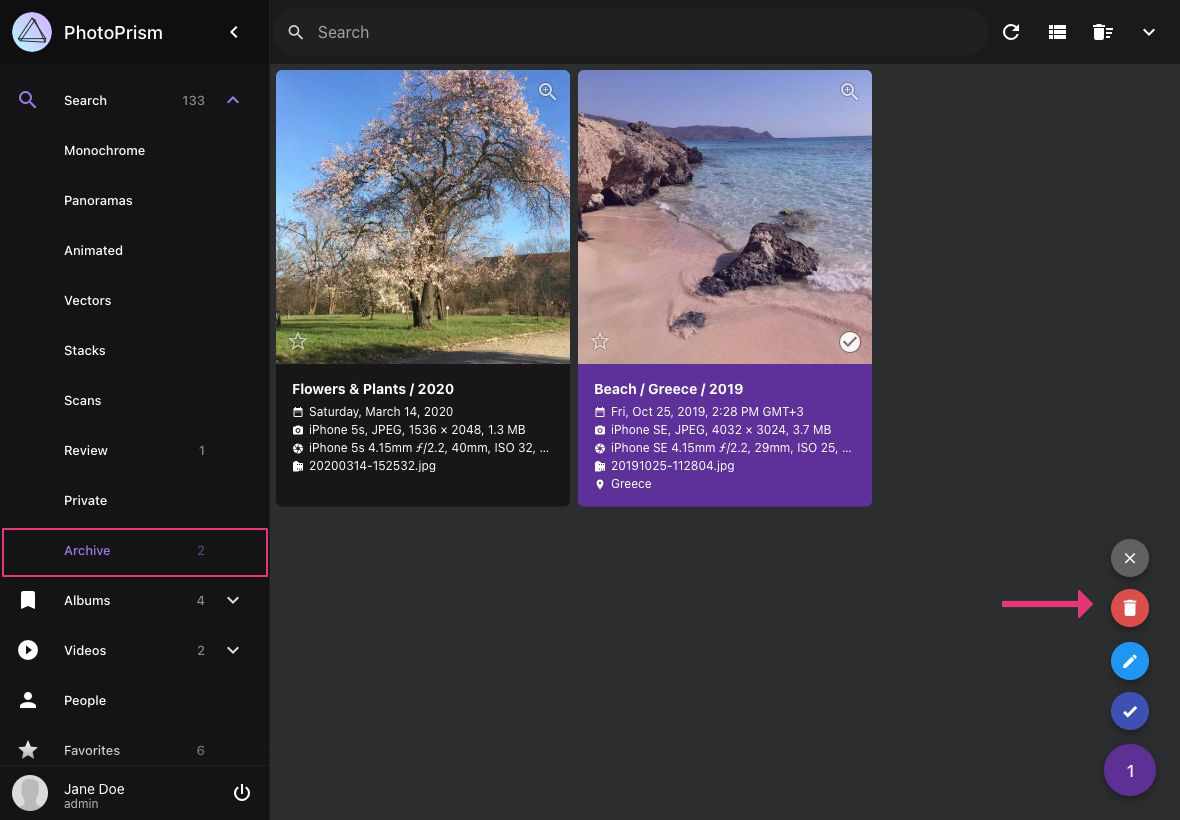 PhotoPrism
Search
Search 133
Monochrome
Panoramas
Animated
Vectors
Stacks
Scans
Review 1
Private
Archive 2
Albums 4
Videos 2
People
Favorites 6
Jane Doe
admin
Flowers & Plants / 2020
Saturday, March 14, 2020
iPhone 5s, JPEG, 1536 × 2048, 1.3 MB
iPhone 5s 4.15mm ƒ/2.2, 40mm, ISO 32, ...
20200314-152532.jpg
Beach / Greece / 2019
Fri, Oct 25, 2019, 2:28 PM GMT+3
iPhone SE, JPEG, 4032 × 3024, 3.7 MB
iPhone SE 4.15mm ƒ/2.2, 29mm, ISO 25, ...
20191025-112804.jpg
Greece
1